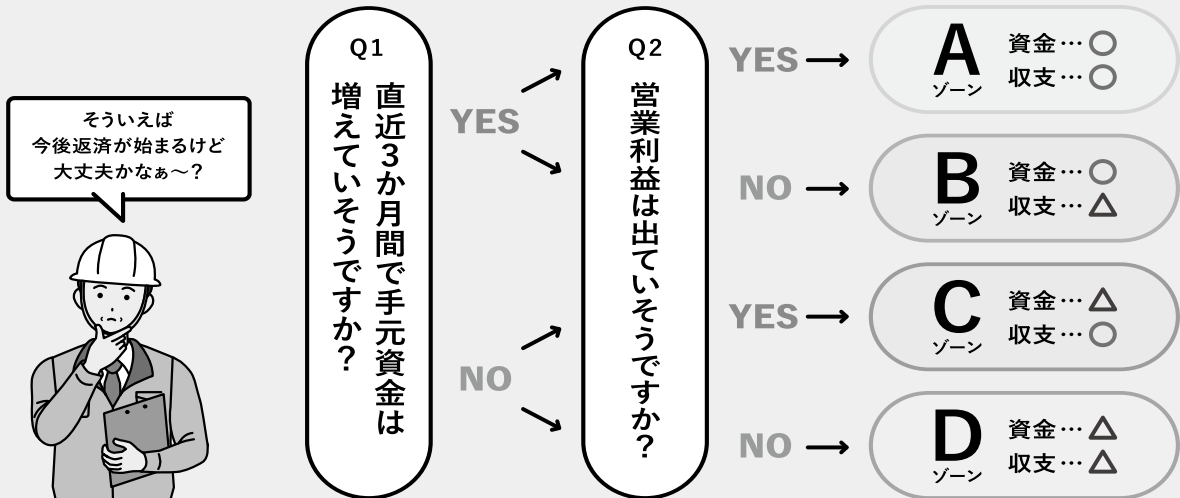 そういえば
今後返済が始まるけど
大丈夫かなぁ～？
Q1
直近3か月間で手元資金は
増えていそうですか？
YES
NO
Q2
営業利益は出ていそうですか？
YES
A
ゾーン
資金…○
収支…○
NO
B
ゾーン
資金…○
収支…△
YES
C
ゾーン
資金…△
収支…○
NO
D
ゾーン
資金…△
収支…△